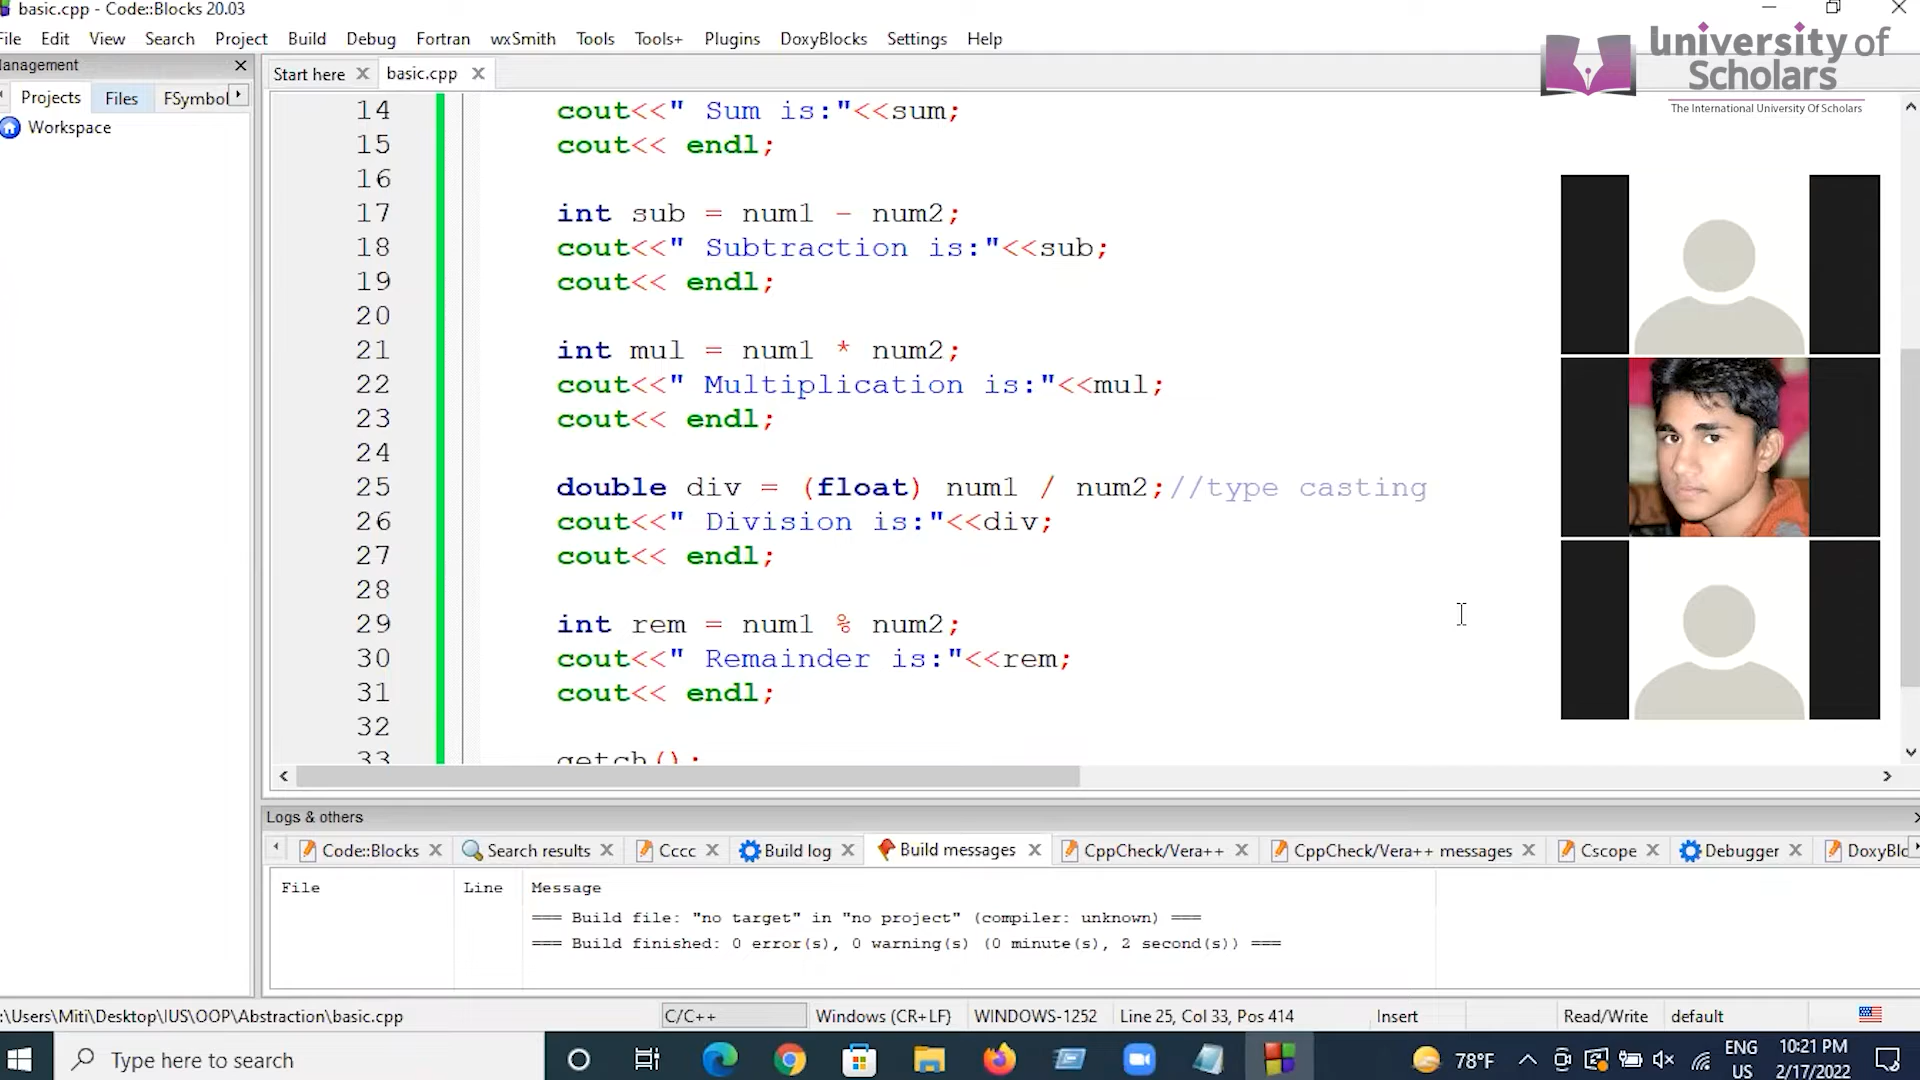 basic.cpp - Code::Blocks 20.03
File Edit View Search Project Build Debug Fortran wxSmith Tools Tools+ Plugins DoxyBlocks Settings Help
University of
Scholars
The International University Of Scholars
anagement
Projects Files FSymbol
Workspace
Start here basic.cpp
14 cout<<" Sum is:"<<sum;
15 cout<< endl;
16
17 int sub = num1 - num2;
18 cout<<" Subtraction is:"<<sub;
19 cout<< endl;
20
21 int mul = num1 * num2;
22 cout<<" Multiplication is:"<<mul;
23 cout<< endl;
24
25 double div = (float) num1 / num2;//type casting
26 cout<<" Division is:"<<div;
27 cout<< endl;
28
29 int rem = num1 % num2;
30 cout<<" Remainder is:"<<rem;
31 cout<< endl;
32
33 getch();
Logs & others
Code::Blocks Search results Cccc Build log Build messages CppCheck/Vera++ CppCheck/Vera++ messages Cscope Debugger DoxyBlo
File Line Message
=== Build file: "no target" in "no project" (compiler: unknown) ===
=== Build finished: 0 error(s), 0 warning(s) (0 minute(s), 2 second(s)) ===
:\Users\Miti\Desktop\IUS\OOP\Abstraction\basic.cpp C/C++ Windows (CR+LF) WINDOWS-1252 Line 25, Col 33, Pos 414 Insert Read/Write default
Type here to search
78°F
ENG
US
10:21 PM
2/17/2022